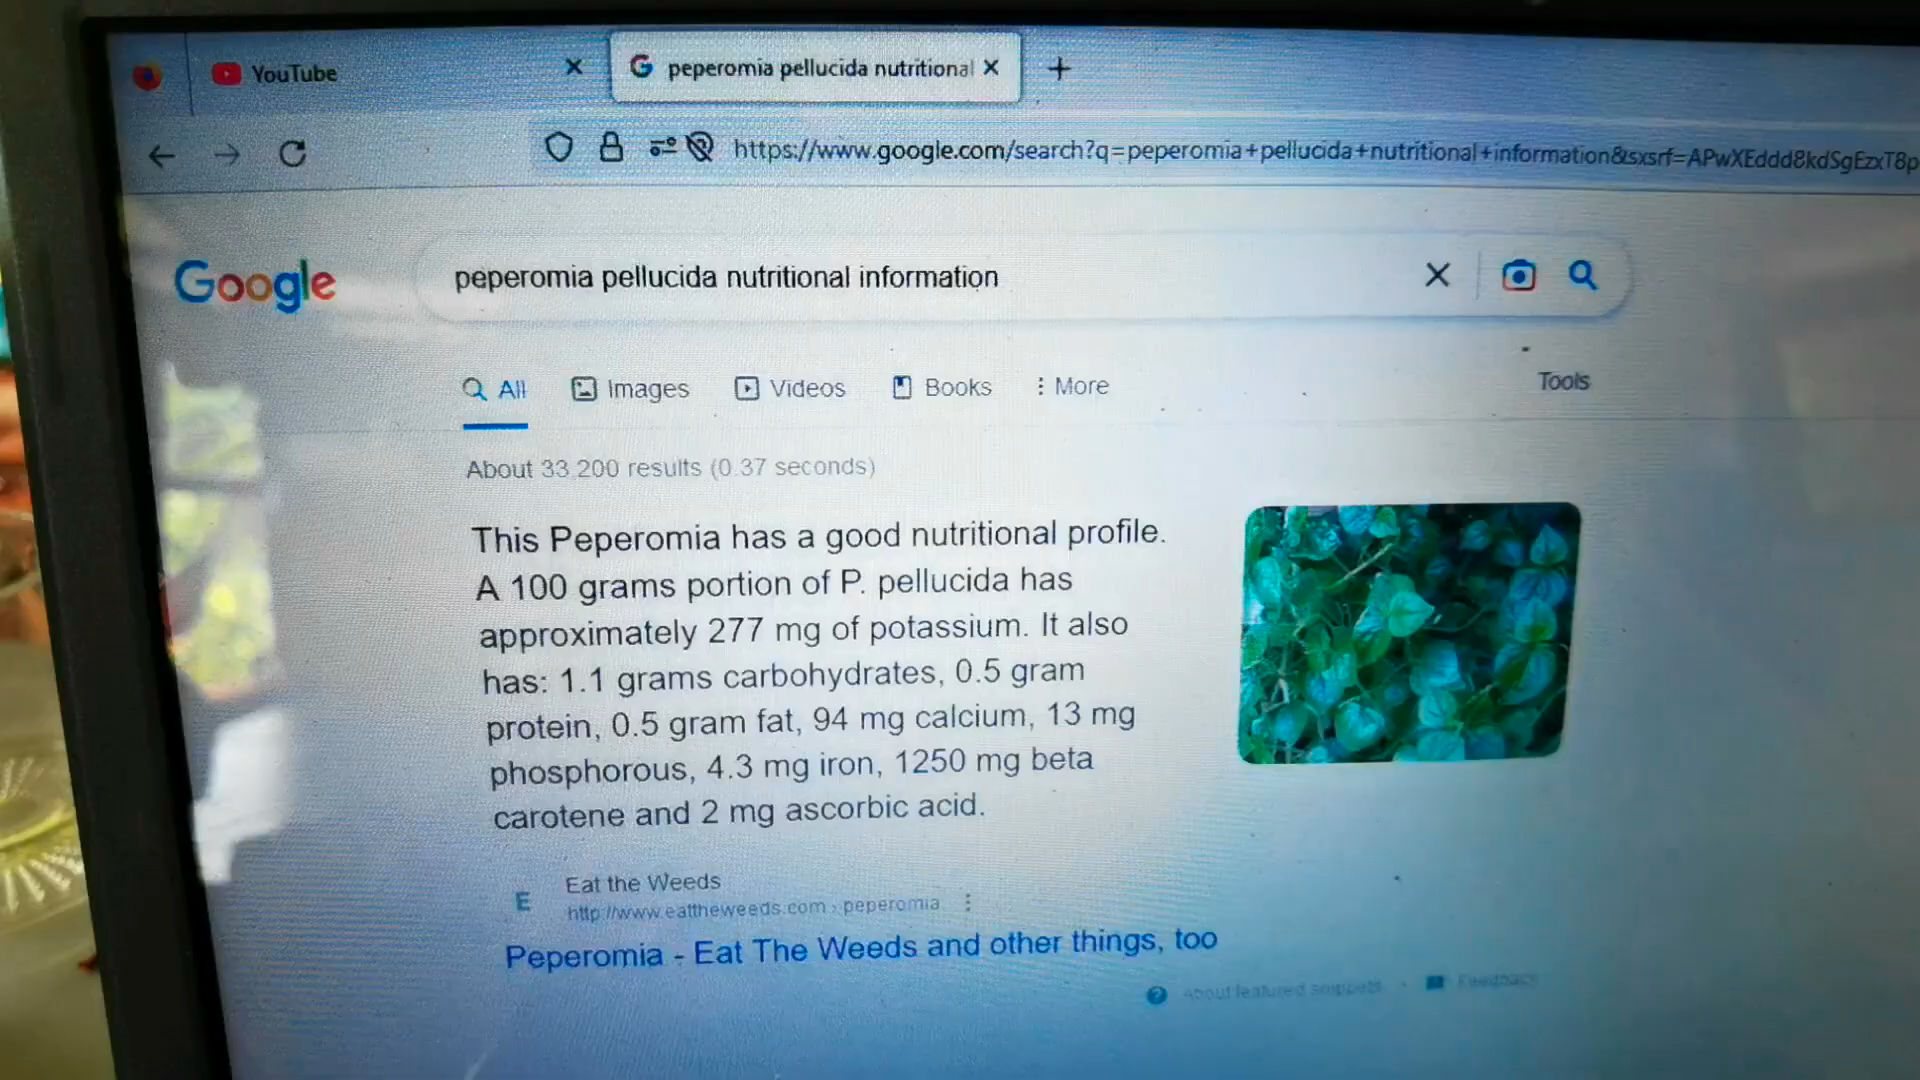 YouTube
peperomia pellucida nutritional
https://www.google.com/search?q=peperomia+pellucida+nutritional+information&sxsrf=APwXEddd8kdSgEzxT8p
Google
peperomia pellucida nutritional information
All Images Videos Books More Tools
About 33 200 results (0.37 seconds)
This Peperomia has a good nutritional profile.
A 100 grams portion of P. pellucida has
approximately 277 mg of potassium. It also
has: 1.1 grams carbohydrates, 0.5 gram
protein, 0.5 gram fat, 94 mg calcium, 13 mg
phosphorous, 4.3 mg iron, 1250 mg beta
carotene and 2 mg ascorbic acid.
E
Eat the Weeds
http://www.eattheweeds.com › peperomia
Peperomia - Eat The Weeds and other things, too
About featured snippets • Feedback